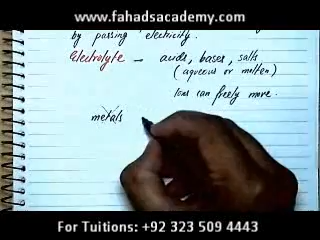 www.fahadsacademy.com
by passing electricity.
Electrolyte — acids, bases, salts
(aqueous or molten)
Ions can freely move.
metals
For Tuitions: +92 323 509 4443